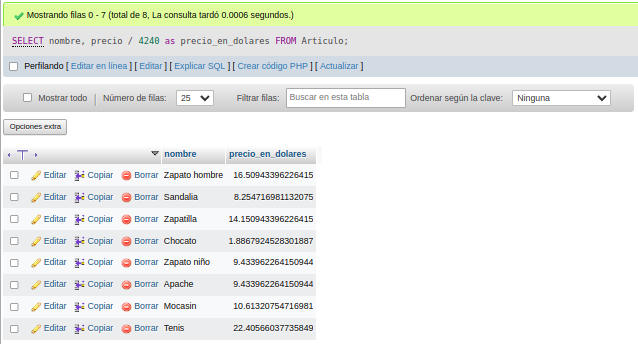 Mostrando filas 0 - 7 (total de 8, La consulta tardó 0.0006 segundos.)
SELECT nombre, precio / 4240 as precio_en_dolares FROM Articulo;
Perfilando [ Editar en línea ] [ Editar ] [ Explicar SQL ] [ Crear código PHP ] [ Actualizar ]
Mostrar todo | Número de filas: 25 Filtrar filas: Buscar en esta tabla Ordenar según la clave: Ninguna
Opciones extra
nombre precio_en_dolares
Editar Copiar Borrar Zapato hombre 16.50943396226415
Editar Copiar Borrar Sandalia 8.254716981132075
Editar Copiar Borrar Zapatilla 14.150943396226415
Editar Copiar Borrar Chocato 1.8867924528301887
Editar Copiar Borrar Zapato niño 9.433962264150944
Editar Copiar Borrar Apache 9.433962264150944
Editar Copiar Borrar Mocasin 10.61320754716981
Editar Copiar Borrar Tenis 22.40566037735849